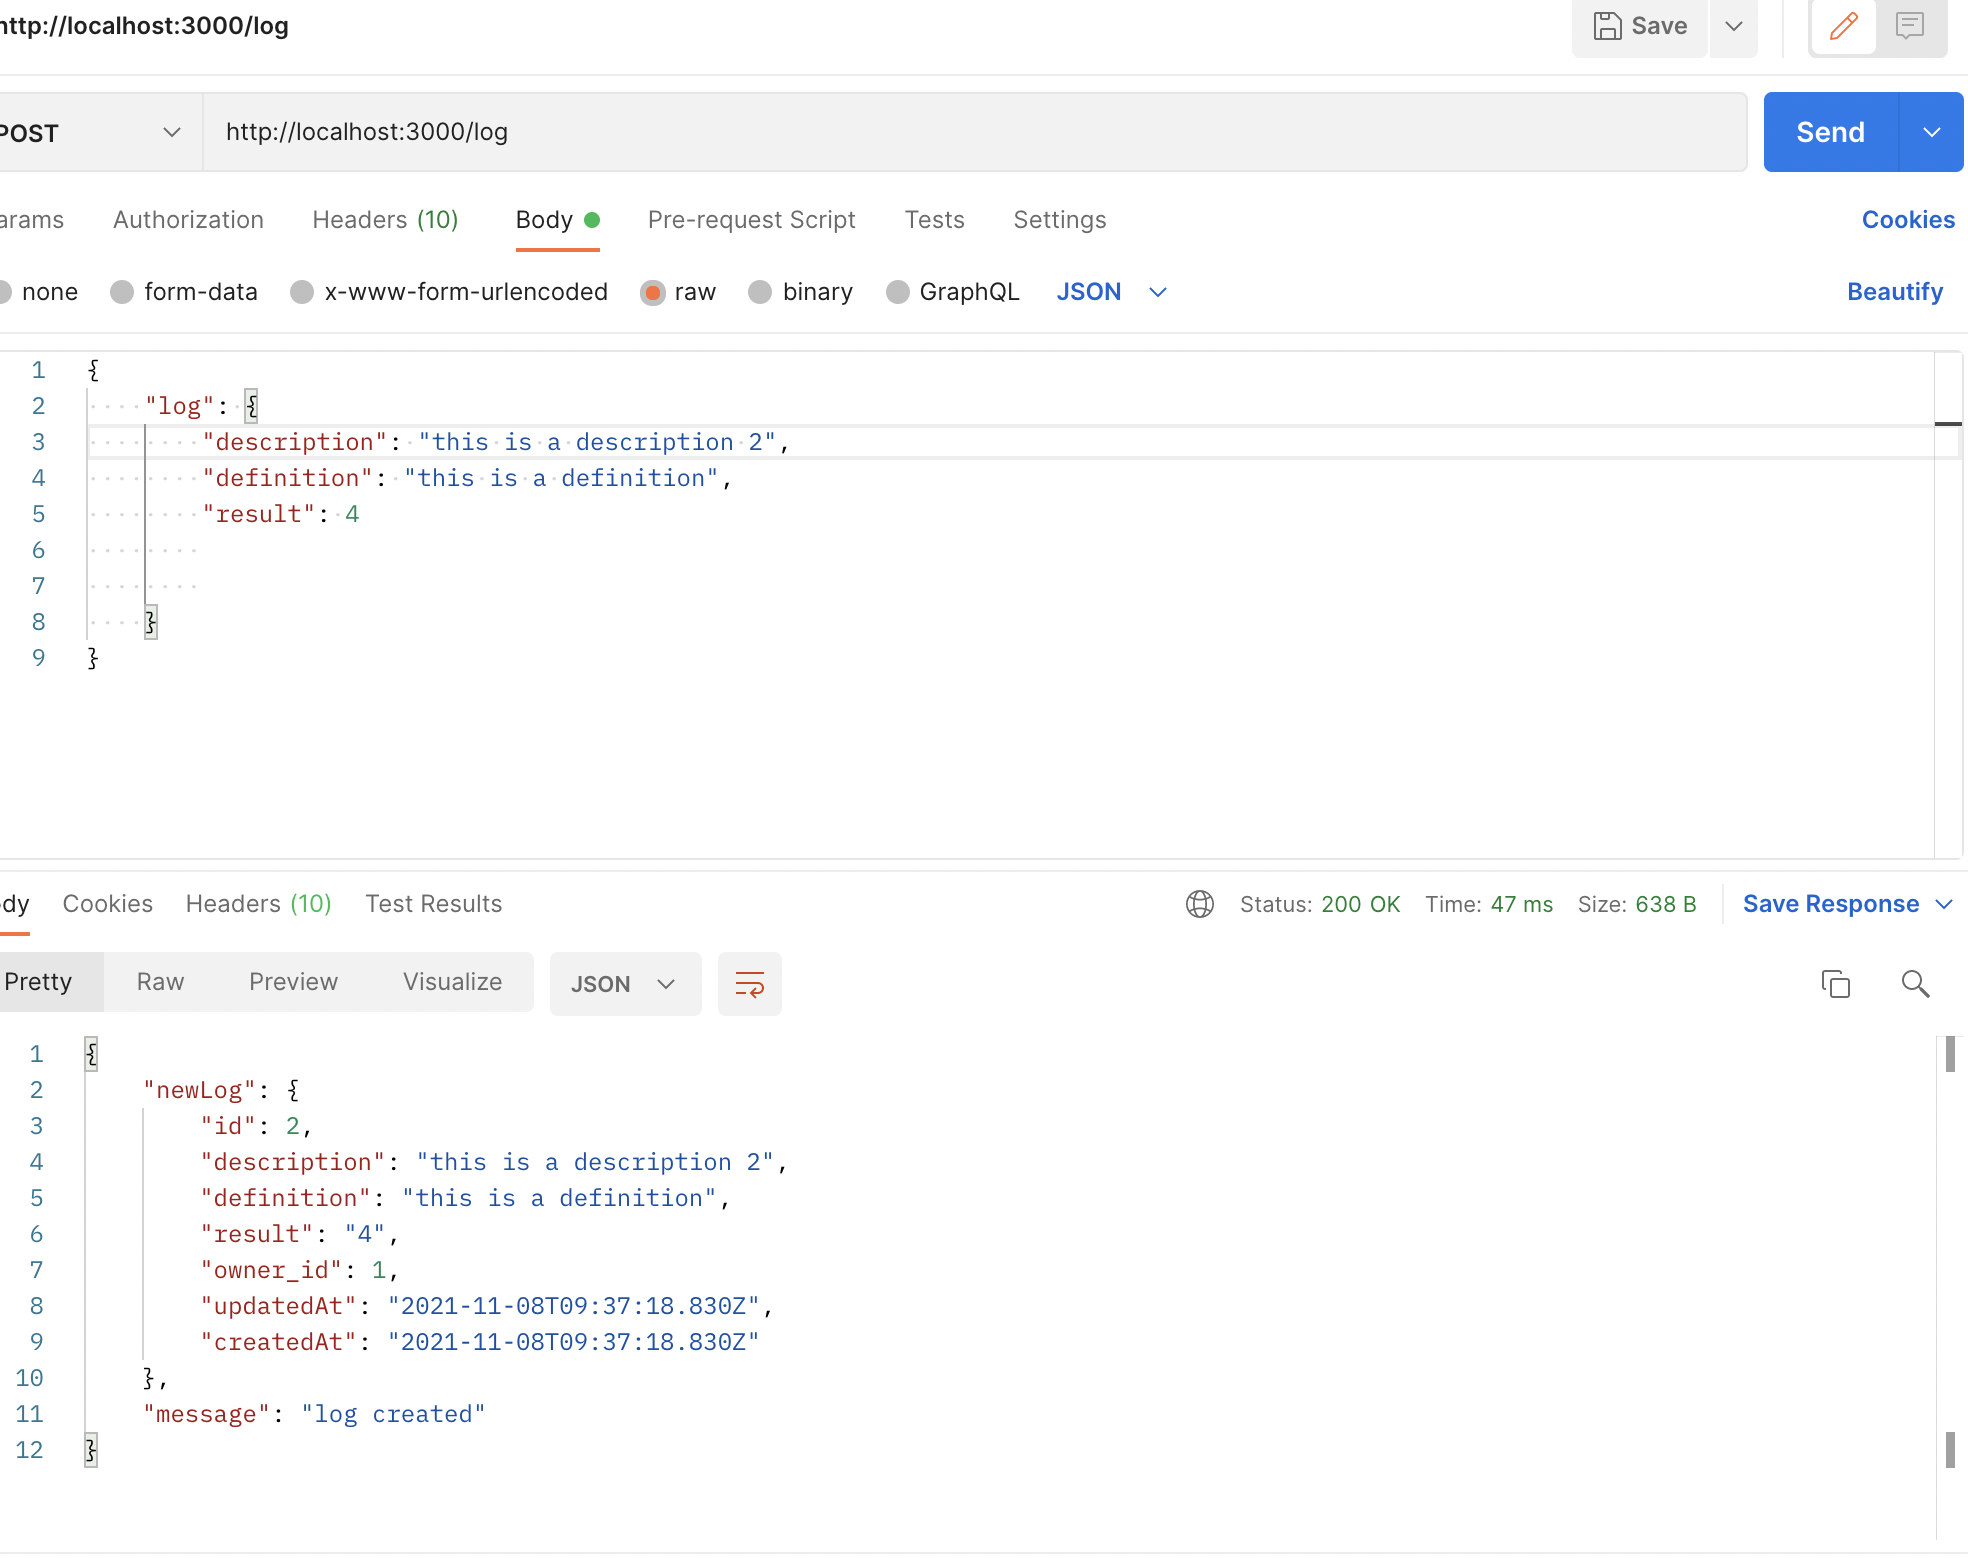 http://localhost:3000/log Save
POST http://localhost:3000/log Send
arams Authorization Headers (10) Body Pre-request Script Tests Settings Cookies
none form-data x-www-form-urlencoded raw binary GraphQL JSON Beautify
1 {
2 "log": {
3 "description": "this is a description 2",
4 "definition": "this is a definition",
5 "result": 4
6
7
8 }
9 }
dy Cookies Headers (10) Test Results Status: 200 OK Time: 47 ms Size: 638 B Save Response
Pretty Raw Preview Visualize JSON
1 {
2 "newLog": {
3 "id": 2,
4 "description": "this is a description 2",
5 "definition": "this is a definition",
6 "result": "4",
7 "owner_id": 1,
8 "updatedAt": "2021-11-08T09:37:18.830Z",
9 "createdAt": "2021-11-08T09:37:18.830Z"
10 },
11 "message": "log created"
12 }